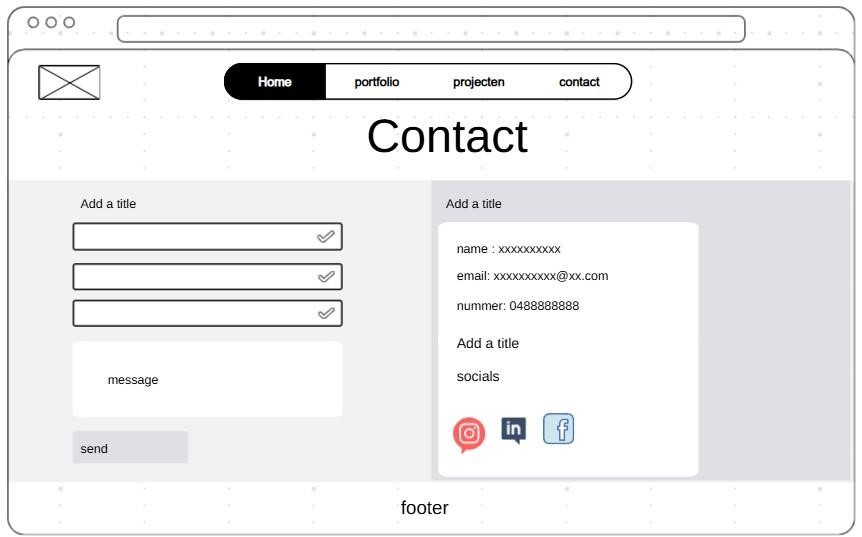 Home portfolio projecten contact
Contact
Add a title
message
send
Add a title
name : xxxxxxxxxx
email: xxxxxxxxxx@xx.com
nummer: 0488888888
Add a title
socials
in
f
footer